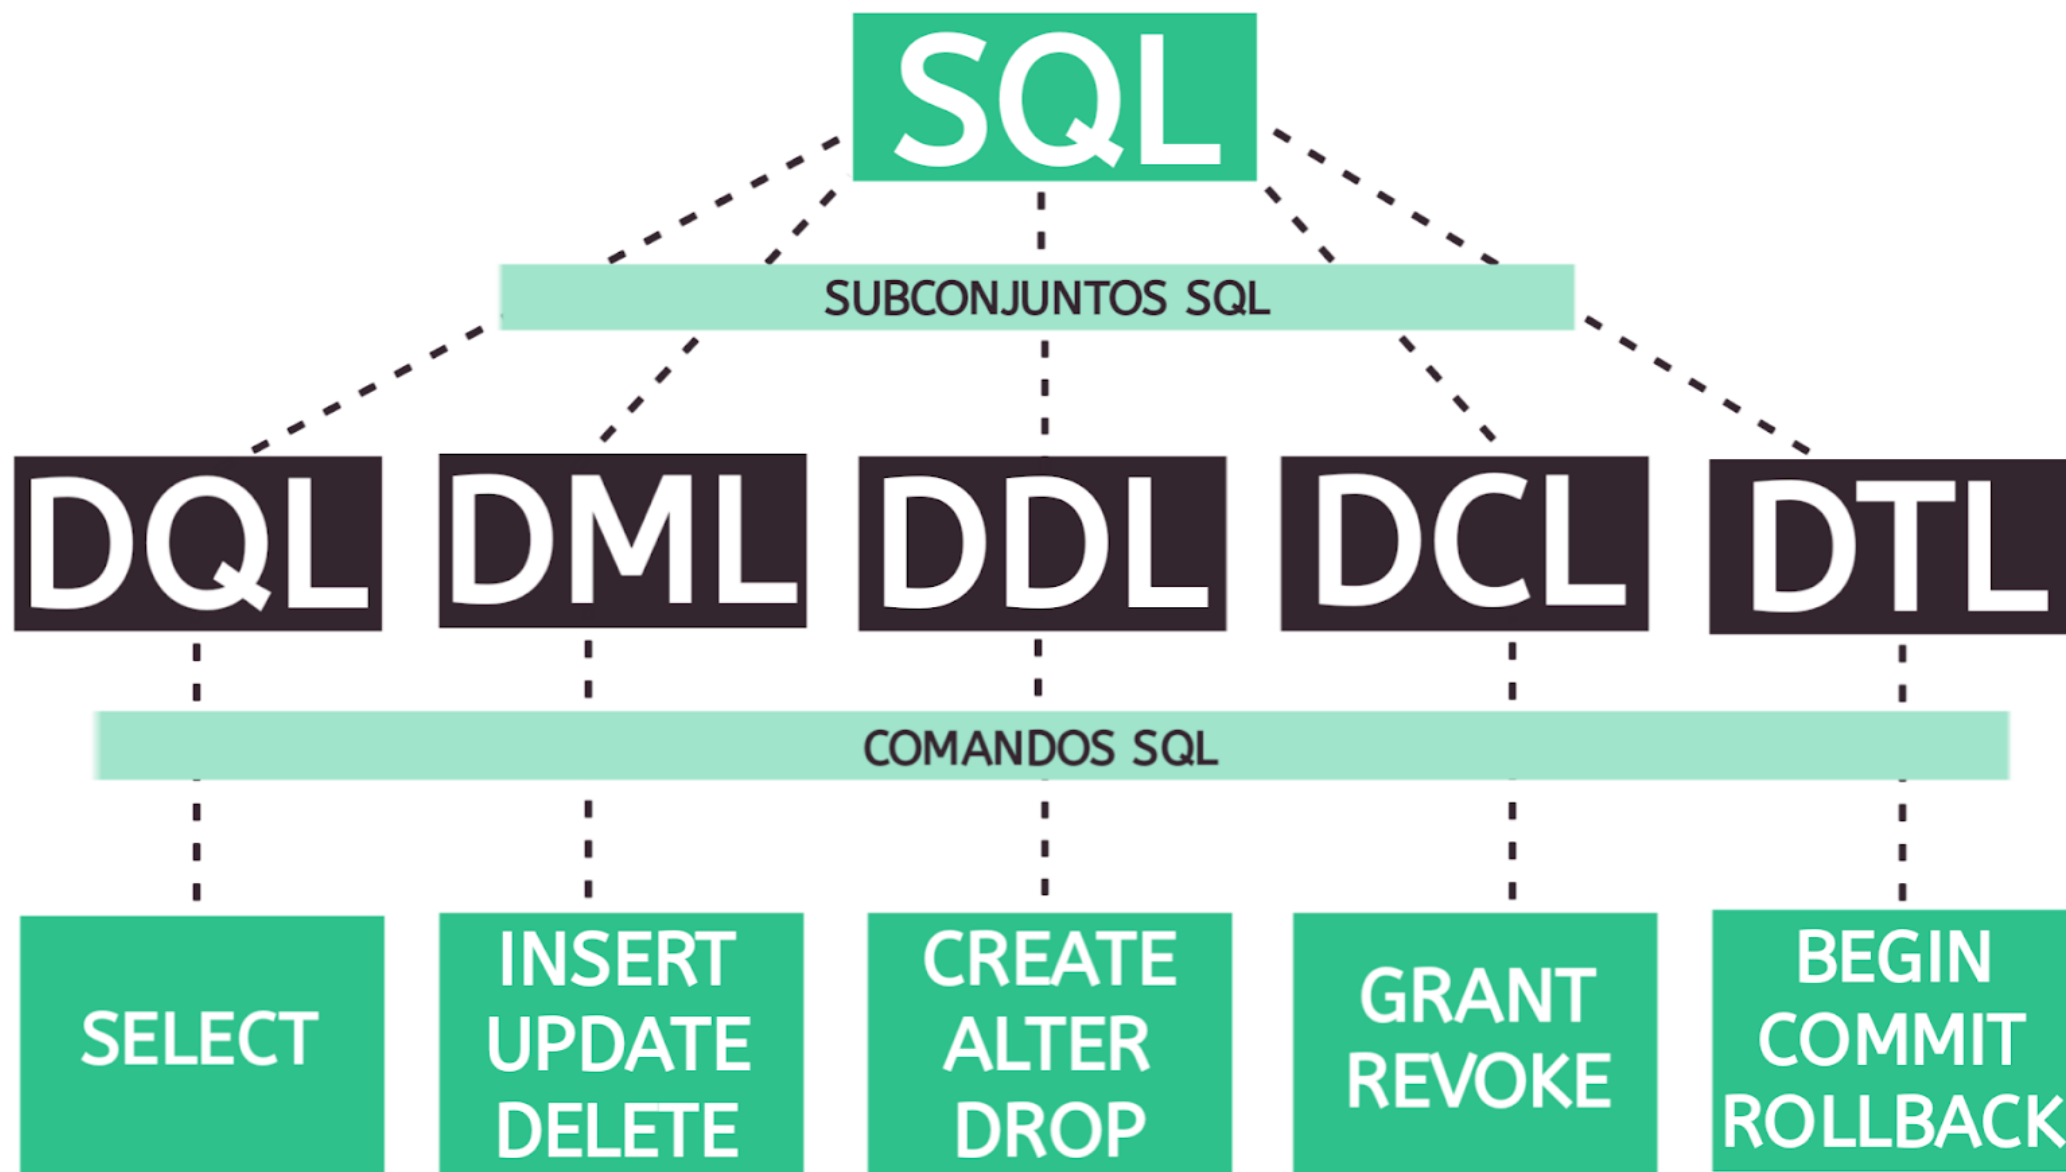 SQL
SUBCONJUNTOS SQL
DQL
DML
DDL
DCL
DTL
COMANDOS SQL
SELECT
INSERT
UPDATE
DELETE
CREATE
ALTER
DROP
GRANT
REVOKE
BEGIN
COMMIT
ROLLBACK